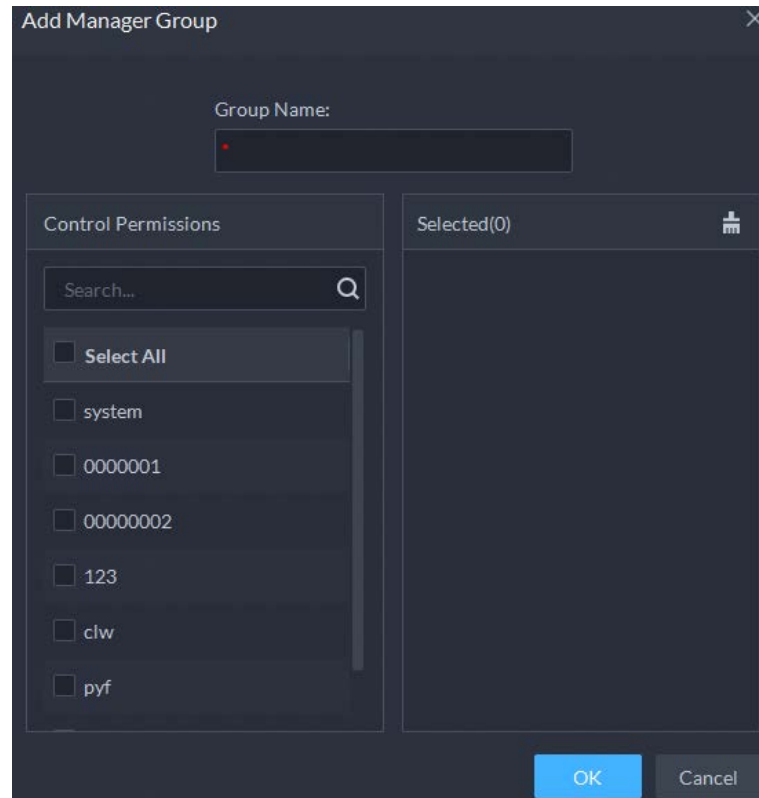 Add Manager Group
Group Name:
*
Control Permissions
Search...
Select All
system
0000001
00000002
123
clw
pyf
Selected(0)
OK
Cancel